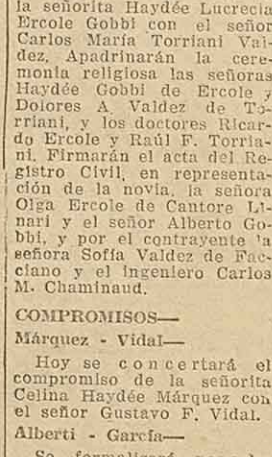 la señorita Haydée Lucrecia
Ercole Gobbi con el señor
Carlos María Torriani Val-
dez, Apadrinarán la cere-
monia religiosa las señoras
Haydée Gobbi de Ercole y
Dolores A Valdez de To-
rriani, y los doctores Ricar-
do Ercole y Raúl F. Torria-
ni. Firmarán el acta del Re-
gistro Civil, en representa-
ción de la novia, la señora
Olga Ercole de Cantore Li-
nari y el señor Alberto Go-
bbi, y por el contrayente la
señora Sofía Valdez de Fac-
ciano y el ingeniero Carlos
M. Chaminaud.
COMPROMISOS—
Márquez - Vidal—
Hoy se concertará el
compromiso de la señorita
Celina Haydée Márquez con
el señor Gustavo F. Vidal.
Alberti - García—
Se formalizará